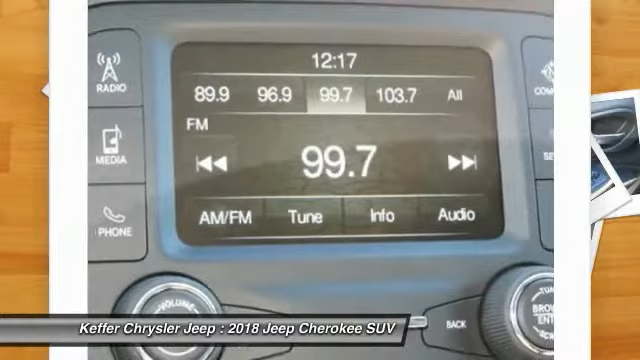 12:17
RADIO
89.9 96.9 99.7 103.7 All
FM
MEDIA
99.7
PHONE
AM/FM Tune Info Audio
VOLUME
BACK
Keffer Chrysler Jeep : 2018 Jeep Cherokee SUV